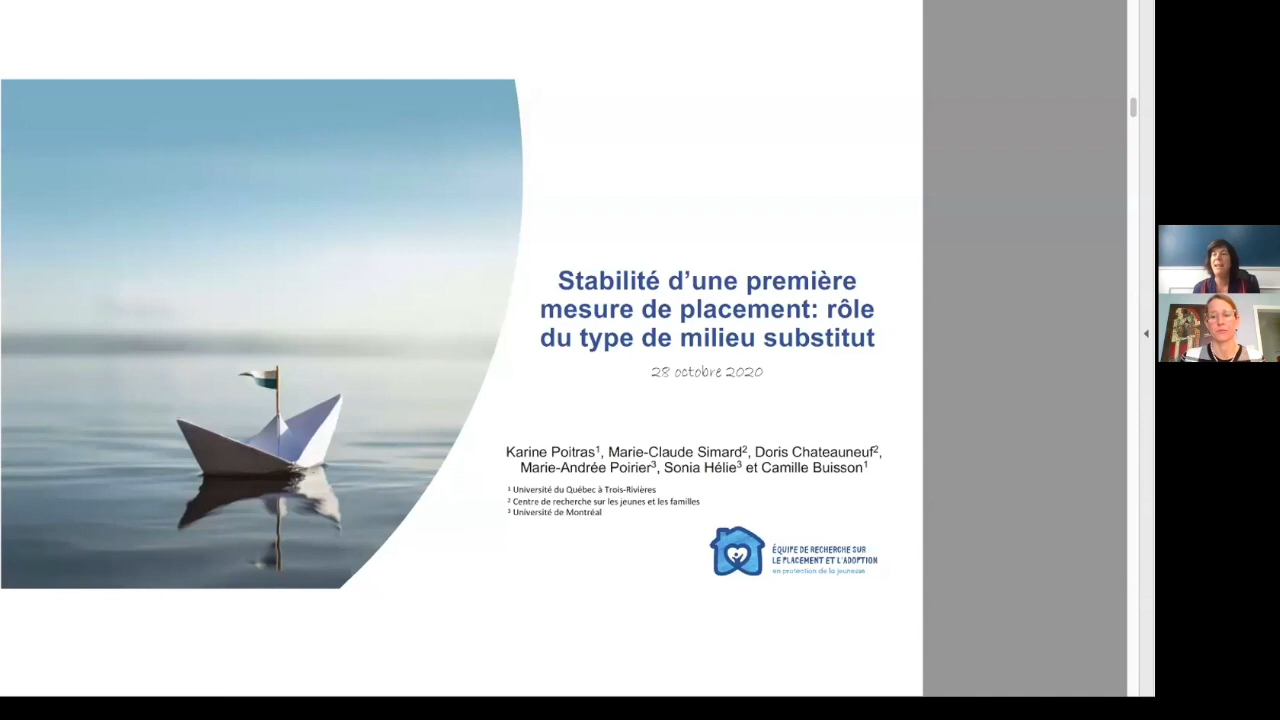 Stabilité d’une première
mesure de placement: rôle
du type de milieu substitut
28 octobre 2020
Karine Poitras¹, Marie-Claude Simard², Doris Chateauneuf²,
Marie-Andrée Poirier³, Sonia Hélie³ et Camille Buisson¹
¹ Université du Québec à Trois-Rivières
² Centre de recherche sur les jeunes et les familles
³ Université de Montréal
ÉQUIPE DE RECHERCHE SUR
LE PLACEMENT ET L'ADOPTION
en protection de la jeunesse